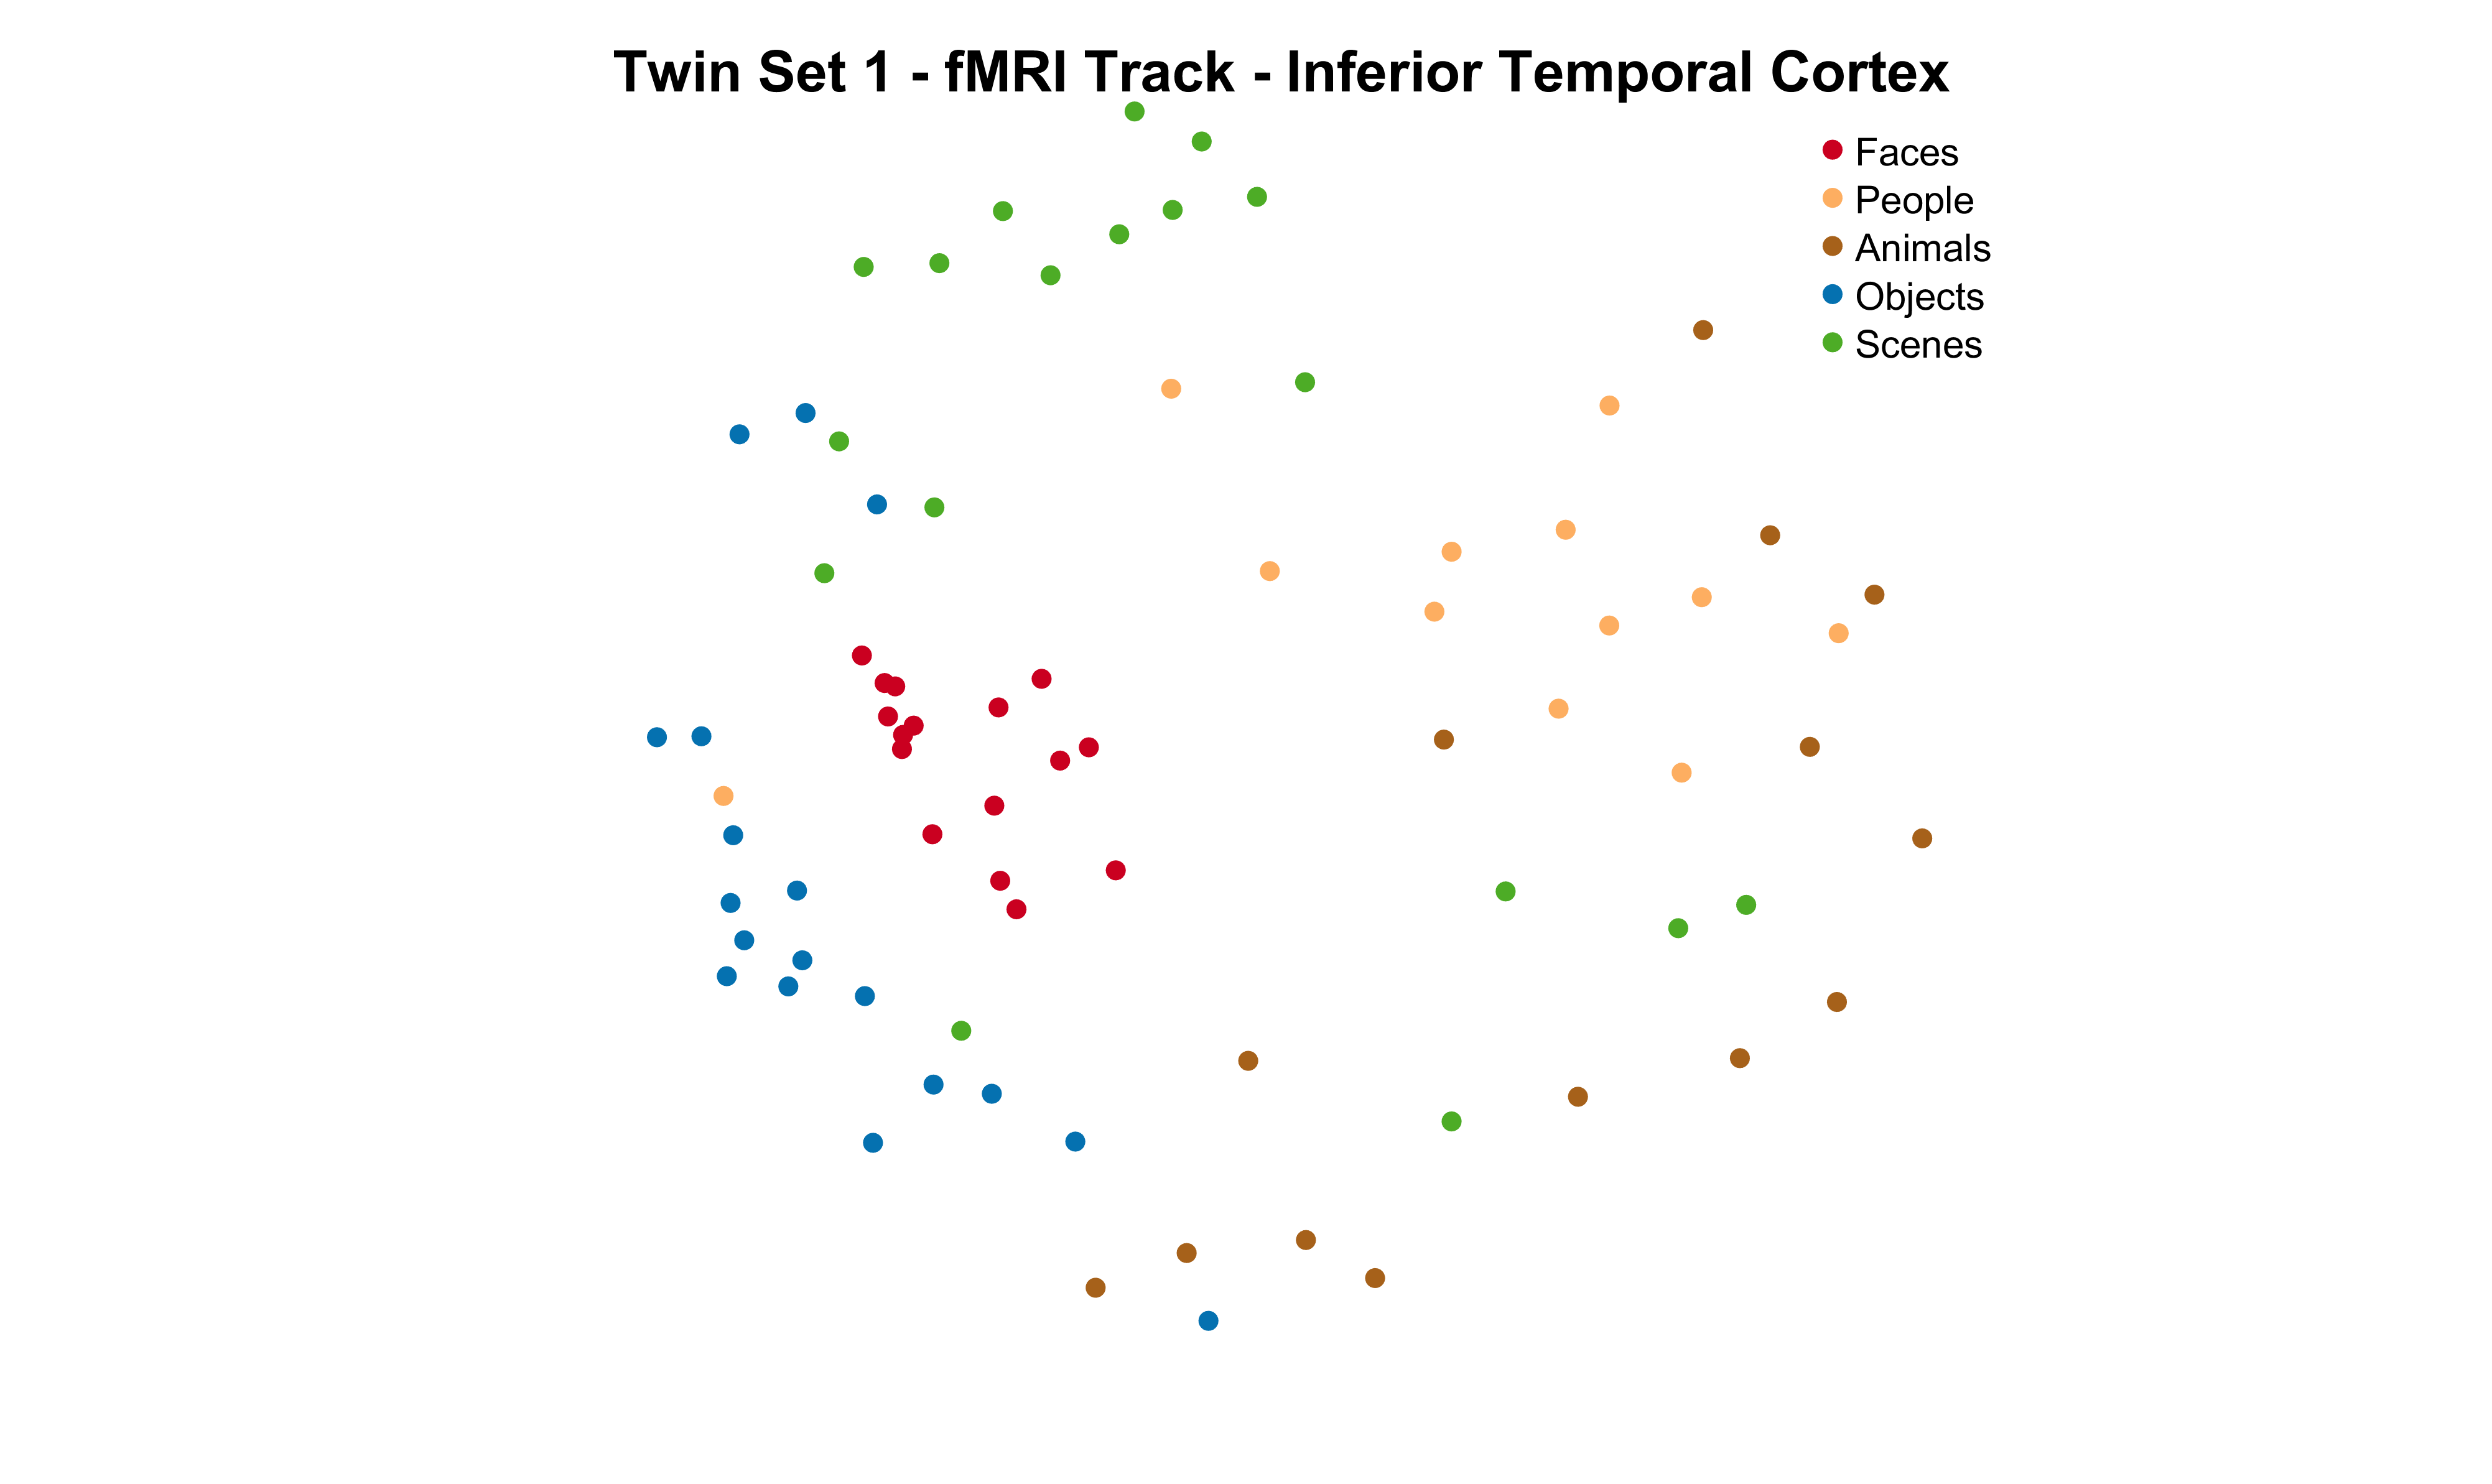 Twin Set 1 - fMRI Track - Inferior Temporal Cortex
Faces
People
Animals
Objects
Scenes